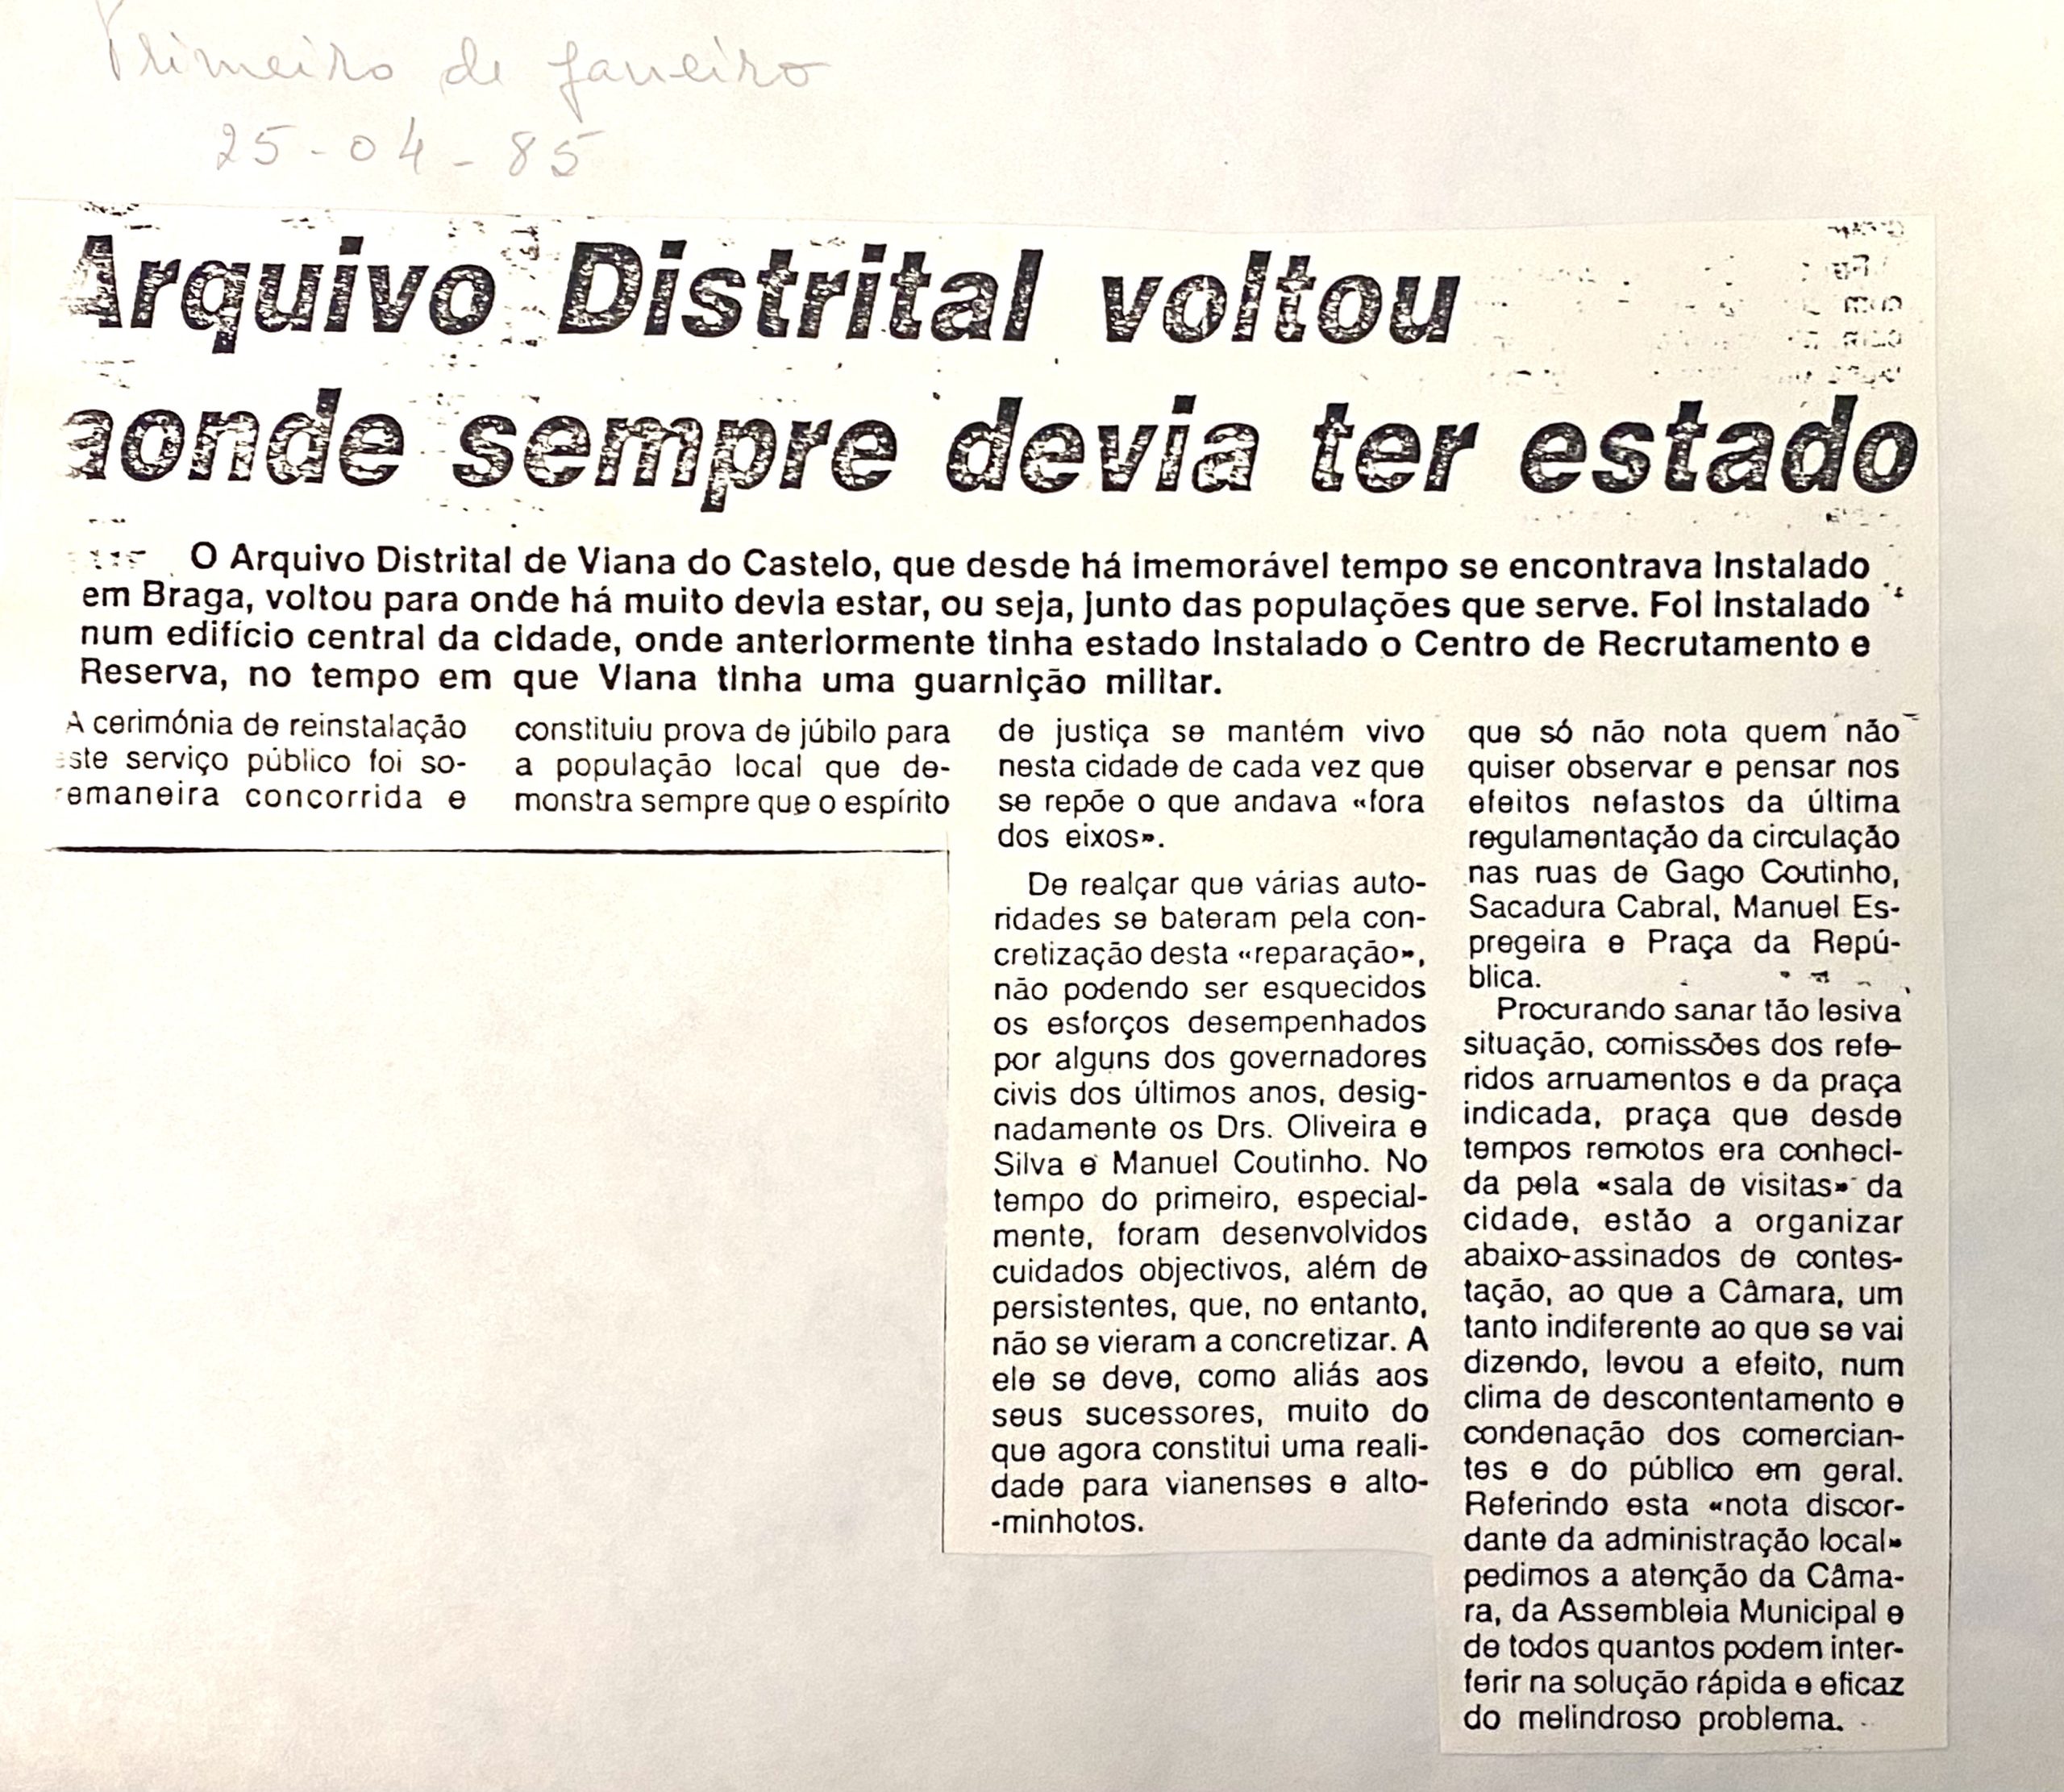 Primeiro de Janeiro
25-04-85
Arquivo Distrital voltou
aonde sempre devia ter estado
O Arquivo Distrital de Viana do Castelo, que desde há imemorável tempo se encontrava instalado
em Braga, voltou para onde há muito devia estar, ou seja, junto das populações que serve. Foi instalado
num edifício central da cidade, onde anteriormente tinha estado instalado o Centro de Recrutamento e
Reserva, no tempo em que Viana tinha uma guarnição militar.
A cerimónia de reinstalação
ste serviço público foi so-
emaneira concorrida e
constituiu prova de júbilo para
a população local que de-
monstra sempre que o espírito
de justiça se mantém vivo
nesta cidade de cada vez que
se repõe o que andava «fora
dos eixos».
De realçar que várias auto-
ridades se bateram pela con-
cretização desta «reparação»,
não podendo ser esquecidos
os esforços desempenhados
por alguns dos governadores
civis dos últimos anos, desig-
nadamente os Drs. Oliveira e
Silva e Manuel Coutinho. No
tempo do primeiro, especial-
mente, foram desenvolvidos
cuidados objectivos, além de
persistentes, que, no entanto,
não se vieram a concretizar. A
ele se deve, como aliás aos
seus sucessores, muito do
que agora constitui uma reali-
dade para vianenses e alto-
-minhotos.
que só não nota quem não
quiser observar e pensar nos
efeitos nefastos da última
regulamentação da circulação
nas ruas de Gago Coutinho,
Sacadura Cabral, Manuel Es-
pregeira e Praça da Repú-
blica.
Procurando sanar tão lesiva
situação, comissões dos refe-
ridos arruamentos e da praça
indicada, praça que desde
tempos remotos era conheci-
da pela «sala de visitas» da
cidade, estão a organizar
abaixo-assinados de contes-
tação, ao que a Câmara, um
tanto indiferente ao que se vai
dizendo, levou a efeito, num
clima de descontentamento e
condenação dos comercian-
tes e do público em geral.
Referindo esta «nota discor-
dante da administração local»
pedimos a atenção da Câma-
ra, da Assembleia Municipal e
de todos quantos podem inter-
ferir na solução rápida e eficaz
do melindroso problema.